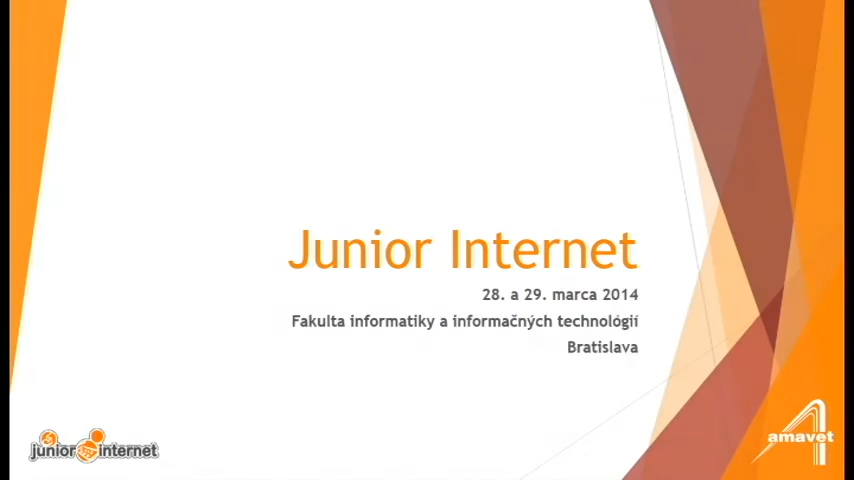 Junior Internet
28. a 29. marca 2014
Fakulta informatiky a informačných technológií
Bratislava
junior internet
amavet